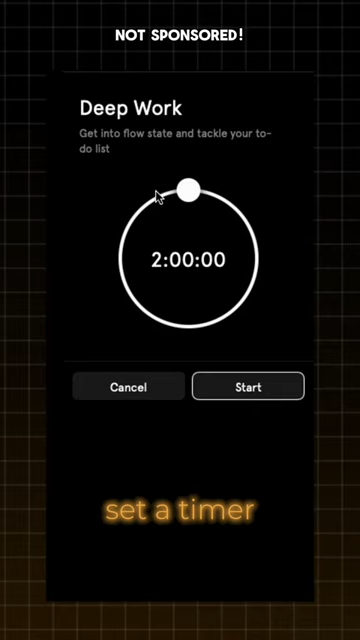 NOT SPONSORED!
Deep Work
Get into flow state and tackle your to-
do list
2:00:00
Cancel
Start
set a timer